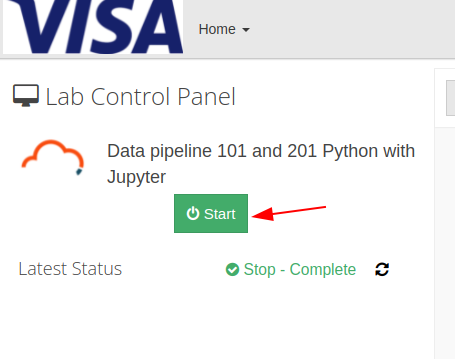 VISA
Home
Lab Control Panel
Data pipeline 101 and 201 Python with
Jupyter
Start
Latest Status
Stop - Complete